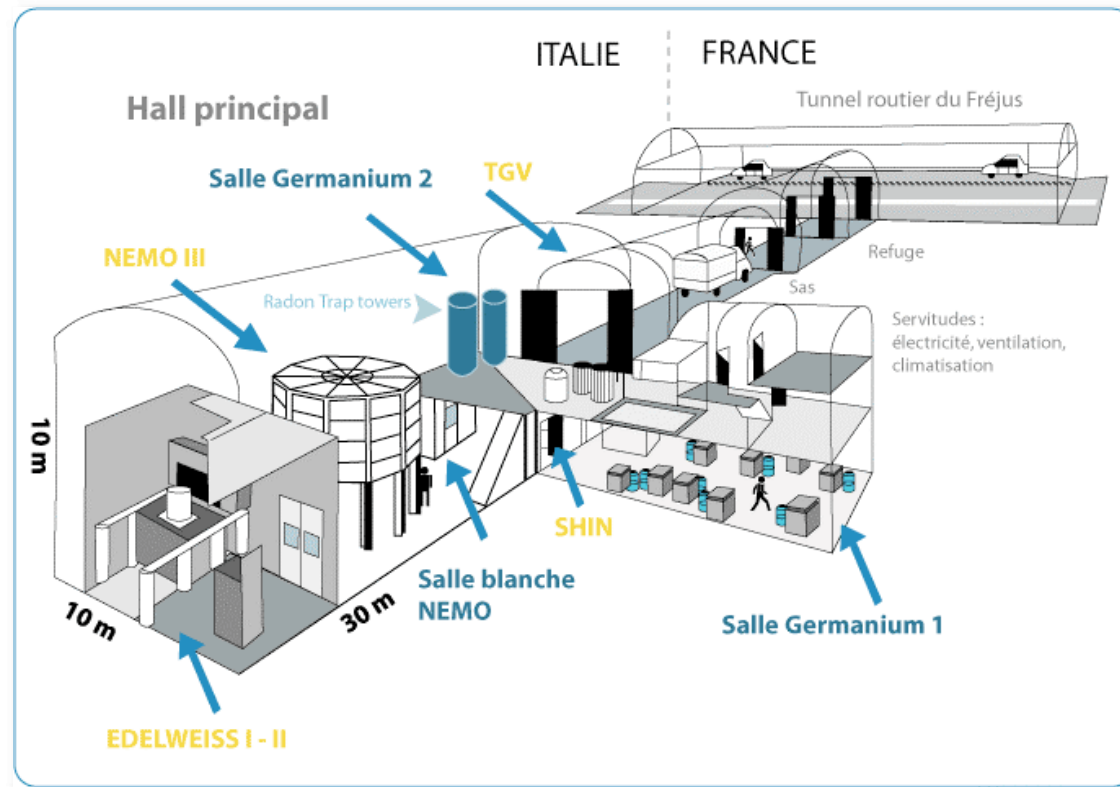 ITALIE
FRANCE
Hall principal
Tunnel routier du Fréjus
Salle Germanium 2
TGV
NEMO III
Radon Trap towers
Refuge
Sas
Servitudes :
électricité, ventilation,
climatisation
10 m
SHIN
Salle blanche
NEMO
10 m
30 m
Salle Germanium 1
EDELWEISS I - II